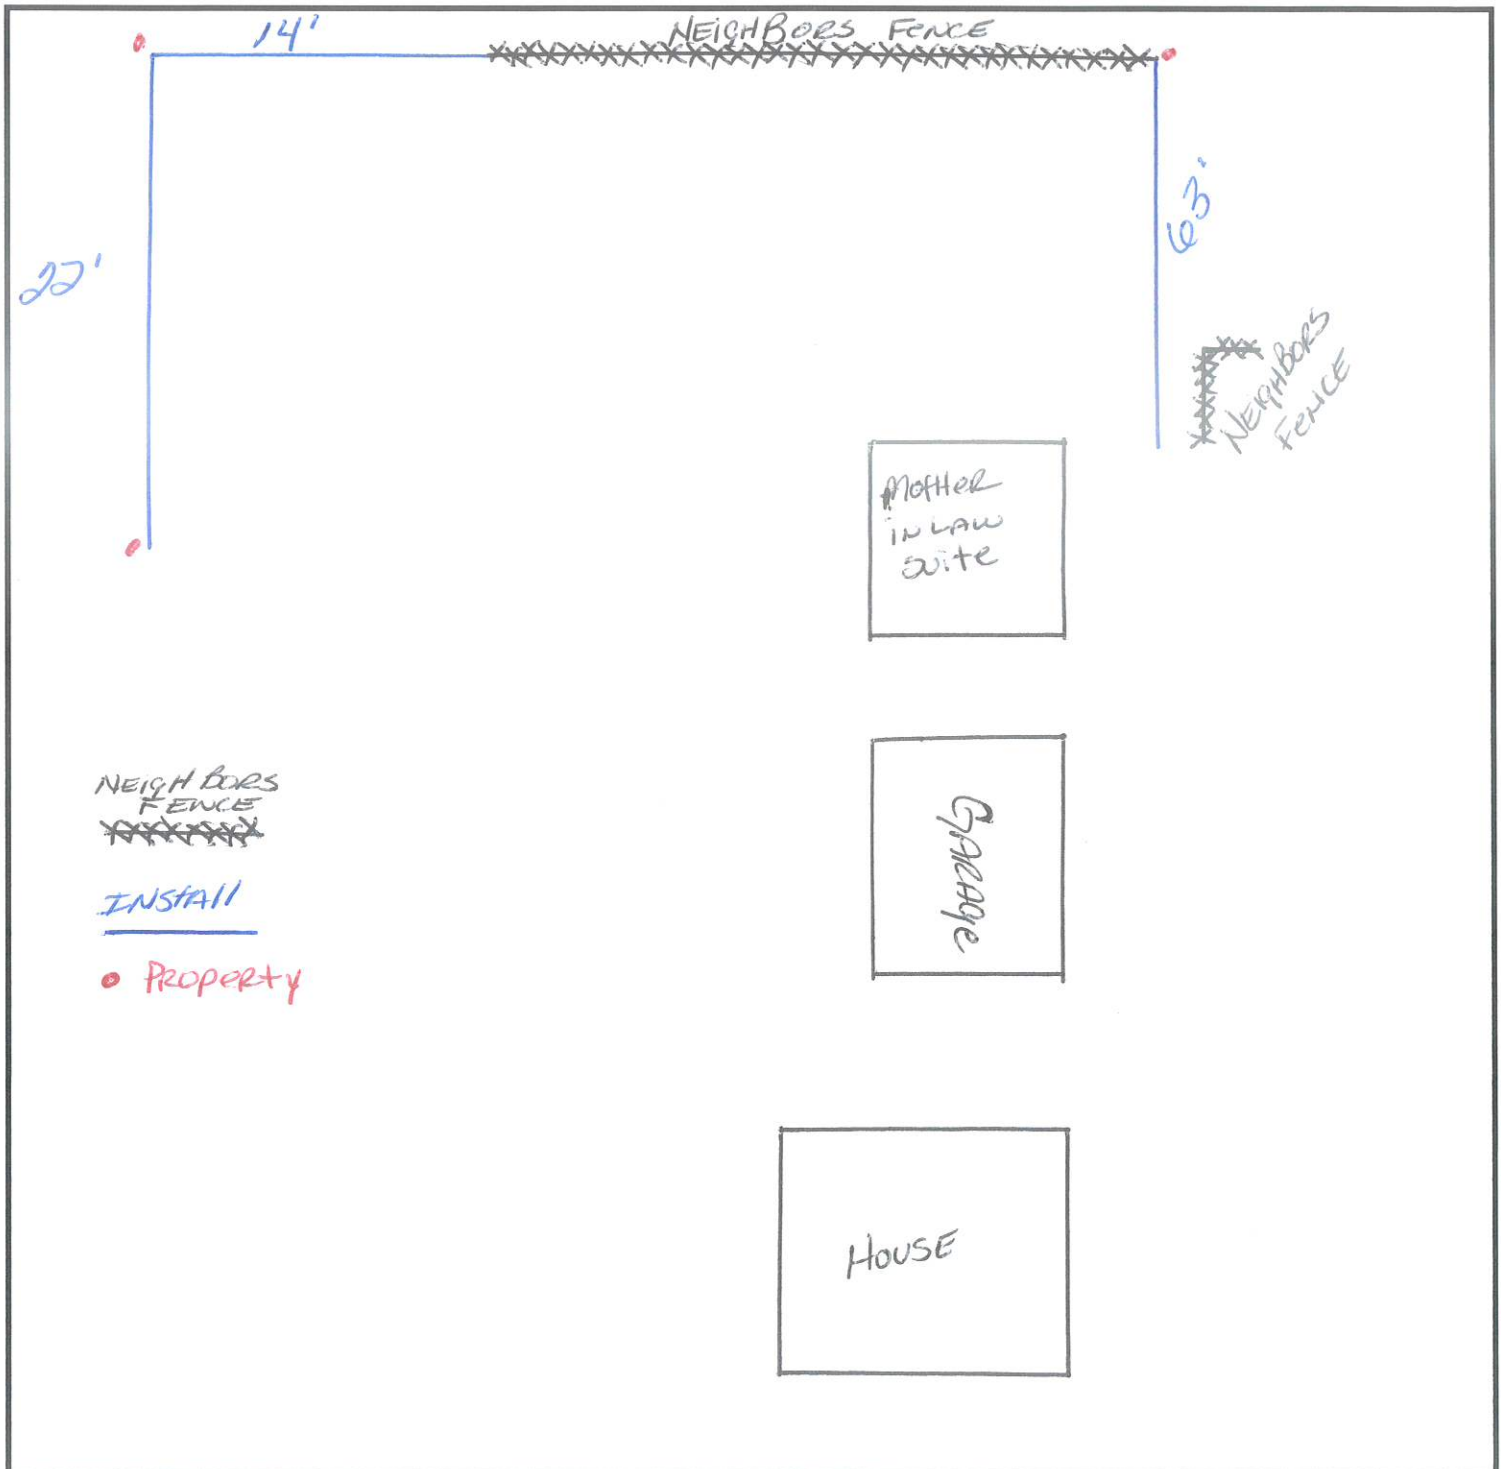 14'
NEIGHBORS FENCE
63'
22'
NEIGHBORS
FENCE
MOTHER
IN LAW
Suite
NEIGHBORS
FENCE
INSTALL
PROPERTY
GARAGE
HOUSE